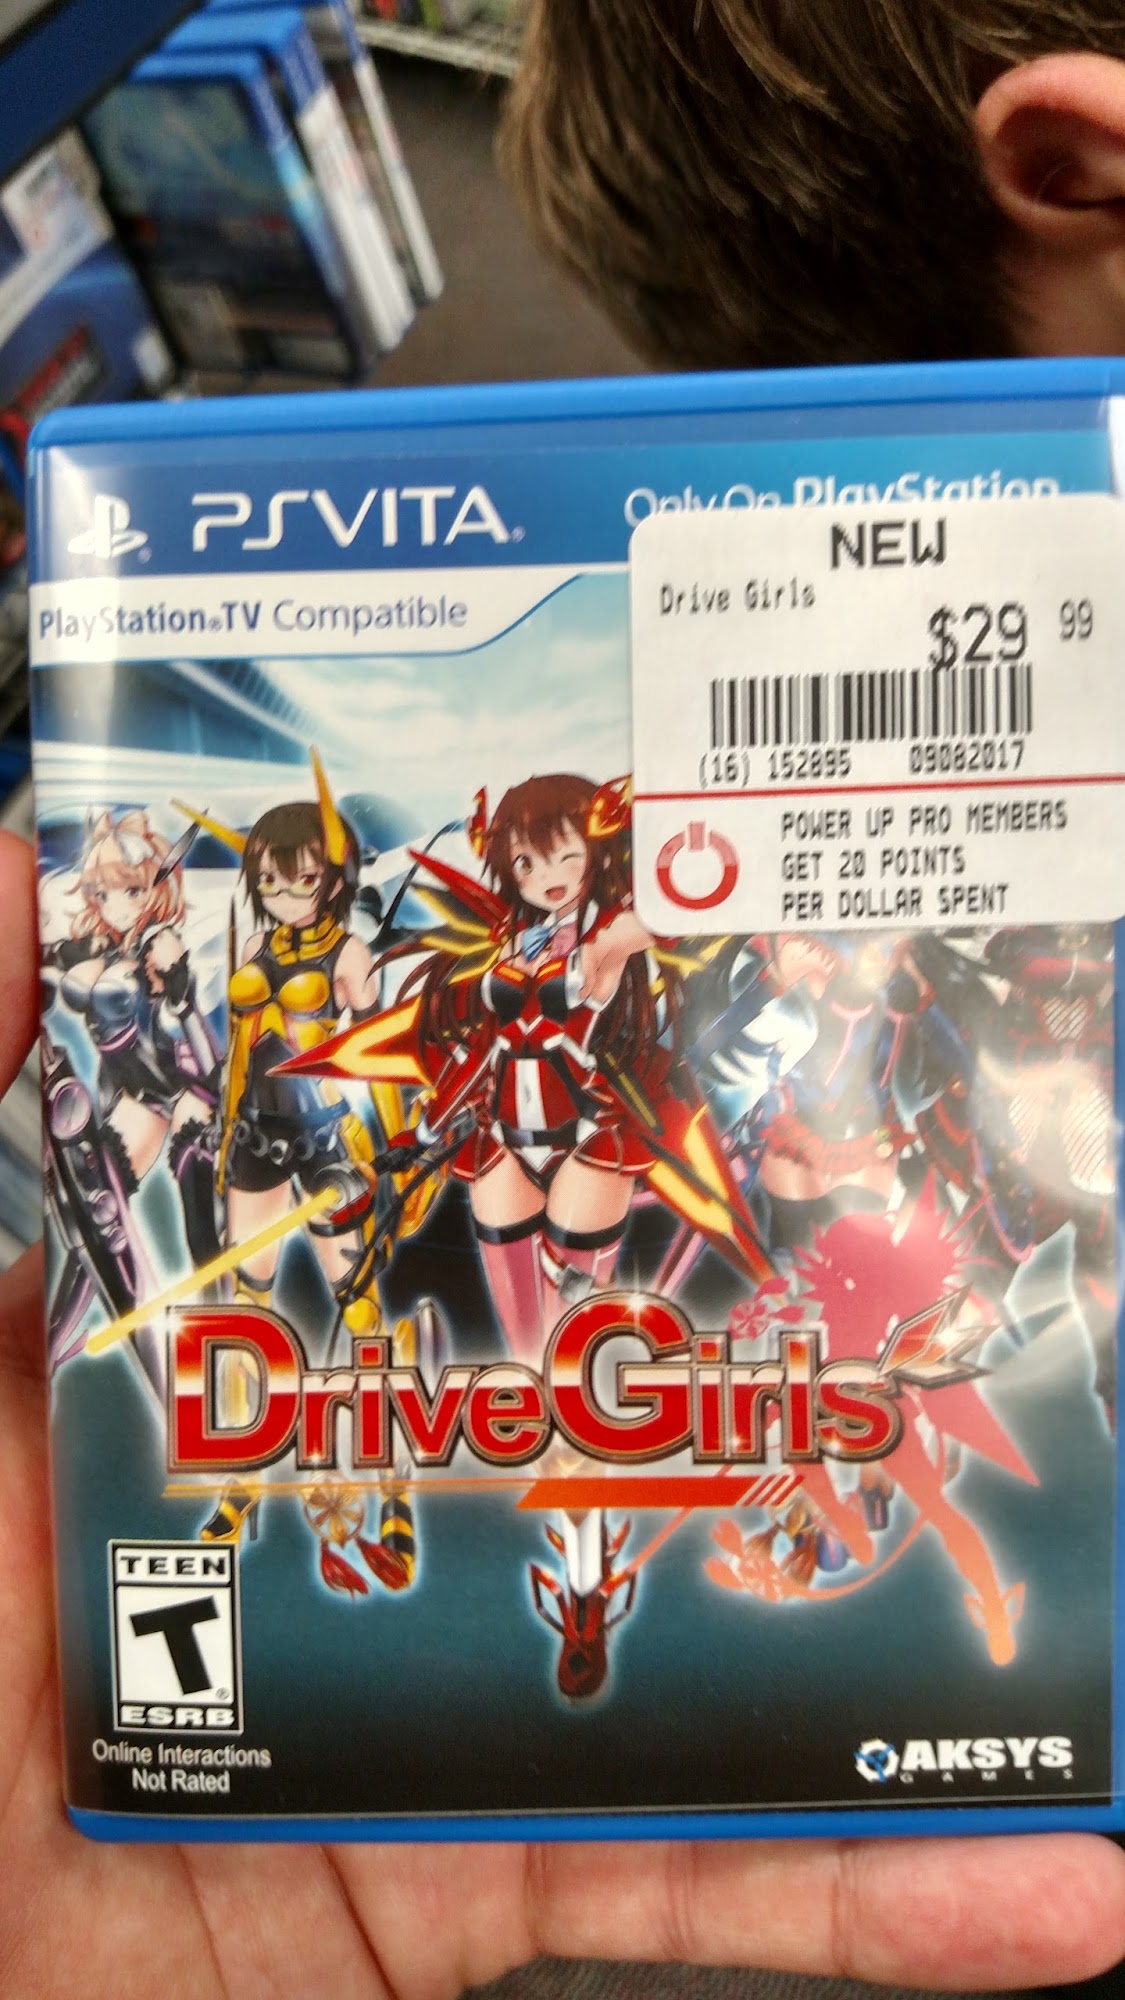 PSVITA
Only On PlayStation
PlayStation®TV Compatible
NEW
Drive Girls
$29 99
(16) 152895 09082017
POWER UP PRO MEMBERS
GET 20 POINTS
PER DOLLAR SPENT
DriveGirls
TEEN
T
ESRB
Online Interactions
Not Rated
AKSYS
GAMES